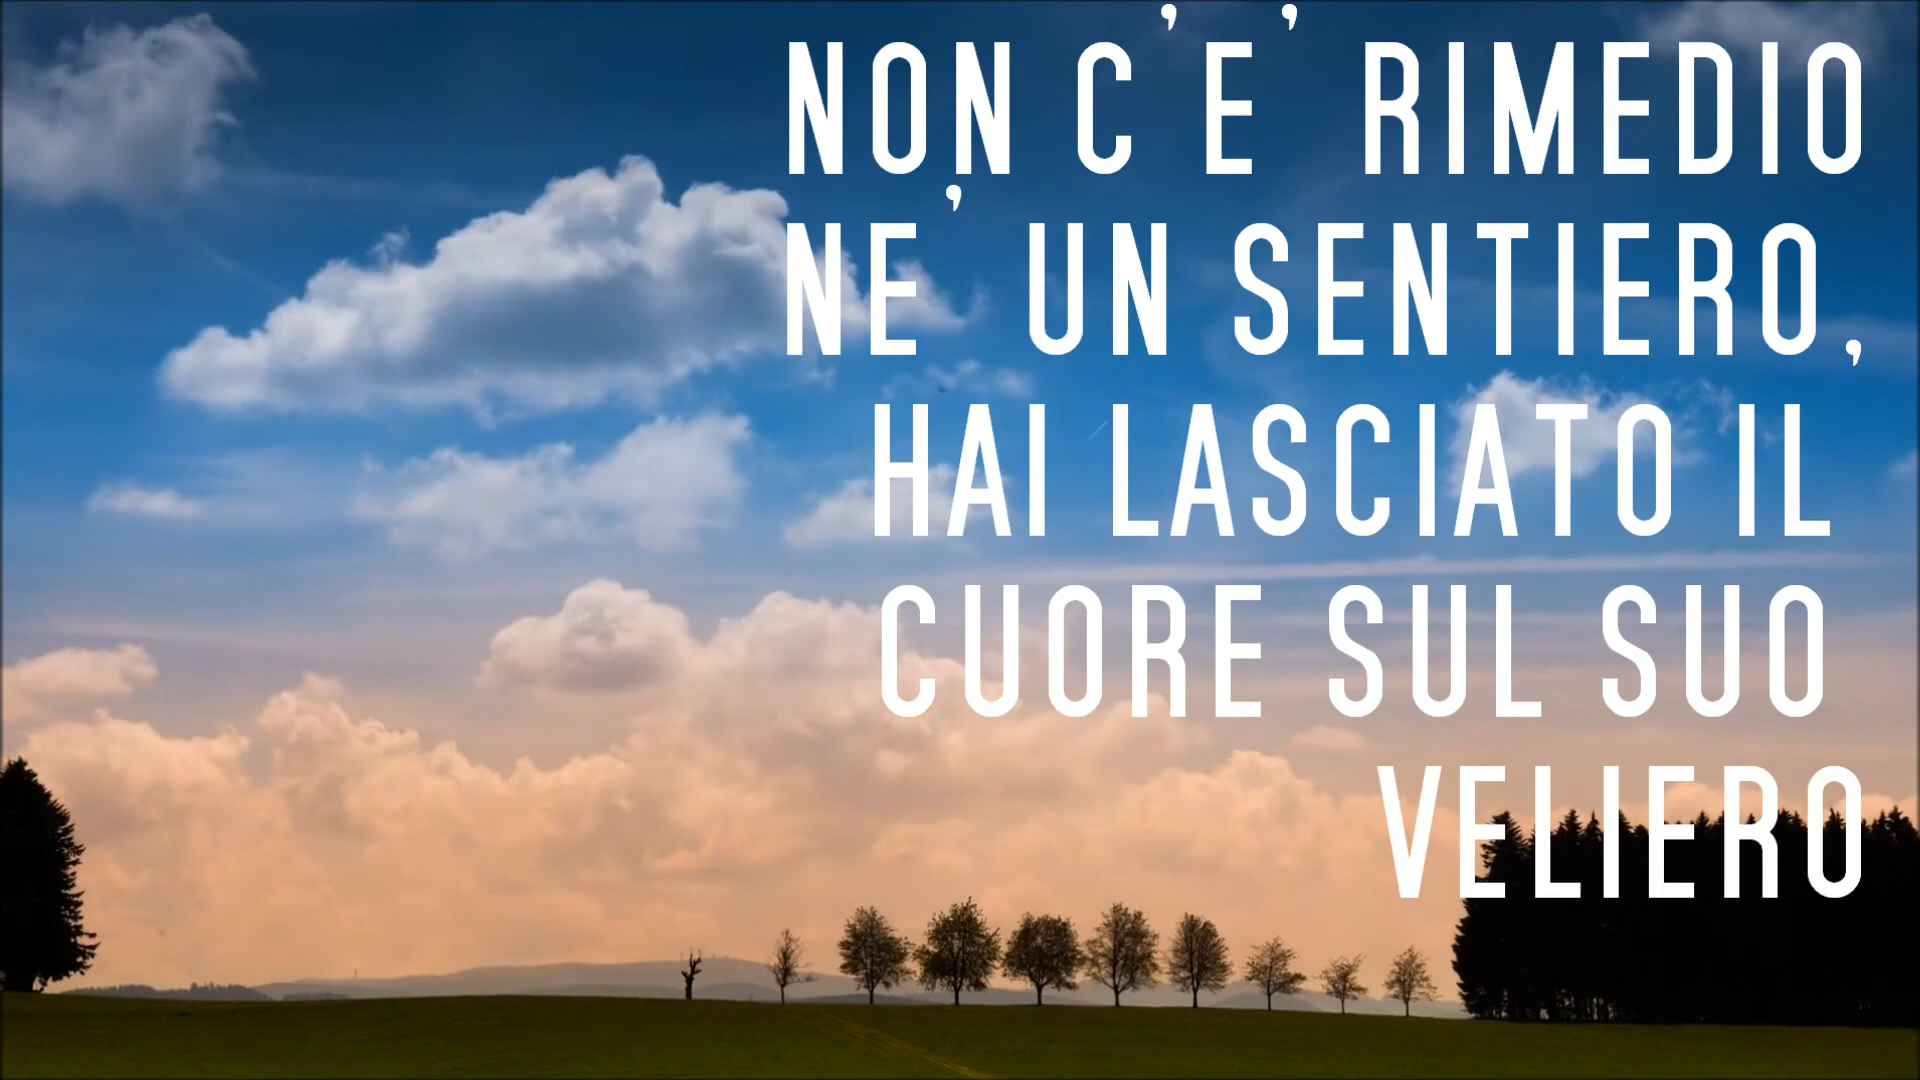 NON C'E' RIMEDIO
NE' UN SENTIERO,
HAI LASCIATO IL
CUORE SUL SUO
VELIERO